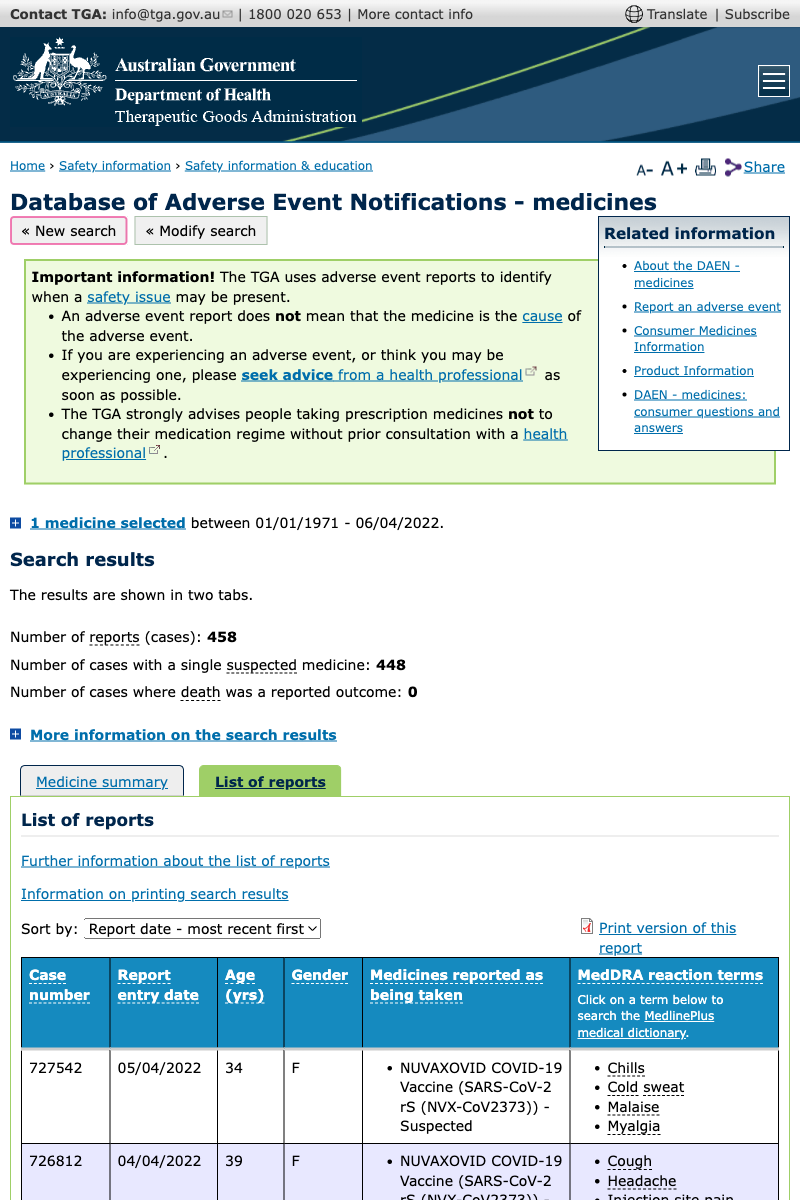 Contact TGA: info@tga.gov.au | 1800 020 653 | More contact info
Translate | Subscribe
Australian Government
Department of Health
Therapeutic Goods Administration
Home › Safety information › Safety information & education
A- A+ Share
Database of Adverse Event Notifications - medicines
« New search
« Modify search
Important information! The TGA uses adverse event reports to identify
when a safety issue may be present.
• An adverse event report does not mean that the medicine is the cause of
the adverse event.
• If you are experiencing an adverse event, or think you may be
experiencing one, please seek advice from a health professional as
soon as possible.
• The TGA strongly advises people taking prescription medicines not to
change their medication regime without prior consultation with a health
professional .
Related information
• About the DAEN -
medicines
• Report an adverse event
• Consumer Medicines
Information
• Product Information
• DAEN - medicines:
consumer questions and
answers
1 medicine selected between 01/01/1971 - 06/04/2022.
Search results
The results are shown in two tabs.
Number of reports (cases): 458
Number of cases with a single suspected medicine: 448
Number of cases where death was a reported outcome: 0
More information on the search results
Medicine summary
List of reports
List of reports
Further information about the list of reports
Information on printing search results
Sort by: Report date - most recent first
Print version of this
report
Case
number
Report
entry date
Age
(yrs)
Gender
Medicines reported as
being taken
MedDRA reaction terms
Click on a term below to
search the MedlinePlus
medical dictionary.
727542
05/04/2022
34
F
• NUVAXOVID COVID-19
Vaccine (SARS-CoV-2
rS (NVX-CoV2373)) -
Suspected
• Chills
• Cold sweat
• Malaise
• Myalgia
726812
04/04/2022
39
F
• NUVAXOVID COVID-19
Vaccine (SARS-CoV-2
rS (NVX-CoV2373)) -
• Cough
• Headache
• Injection site pain